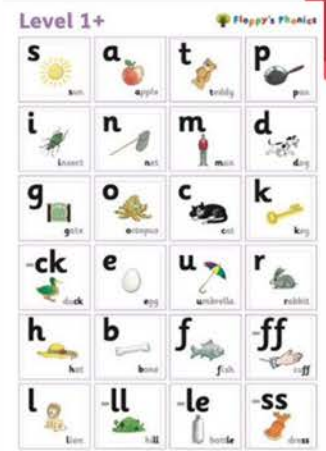 Level 1+
Floppy's Phonics
s a t p
sun apple teddy pan
i n m d
insect net man dog
g o c k
gate octopus cat key
-ck e u r
duck egg umbrella rabbit
h b f -ff
hat bone fish cuff
l -ll -le -ss
lion hill bottle dress